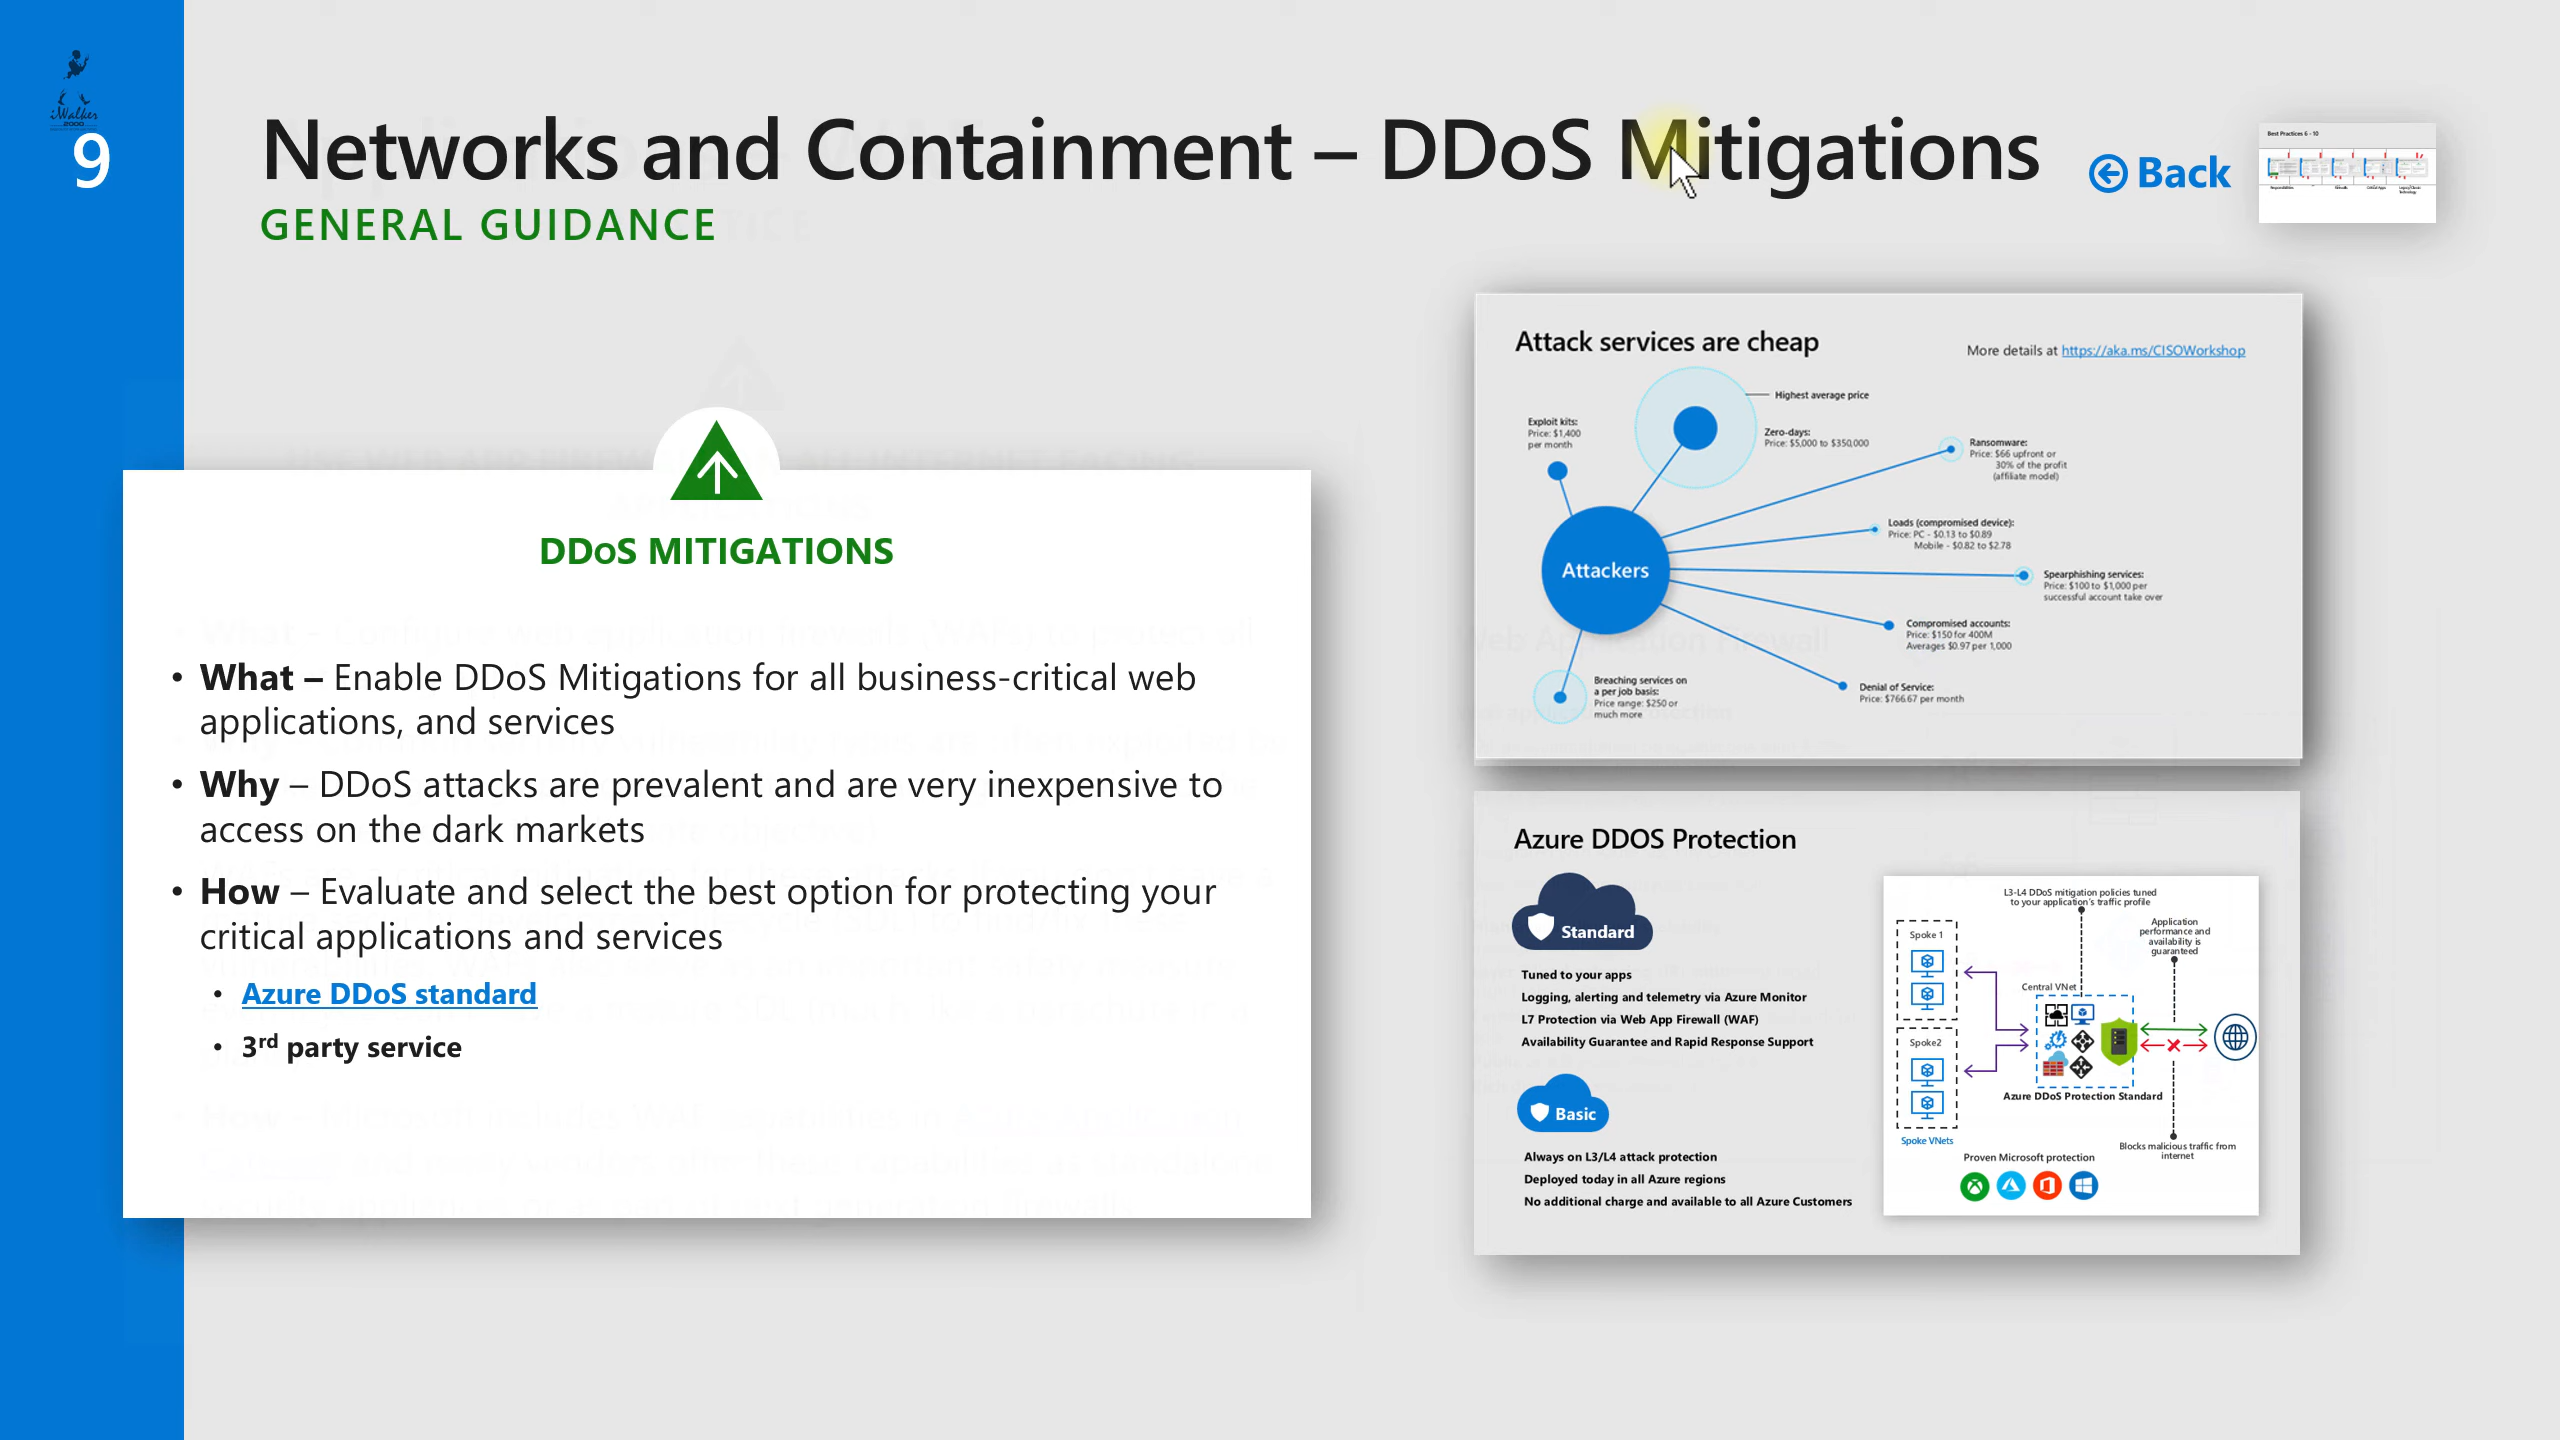 iWalker
2000
9
Networks and Containment – DDoS Mitigations
GENERAL GUIDANCE
Back
Best Practices 6 - 10
DDoS MITIGATIONS
• What – Enable DDoS Mitigations for all business-critical web
applications, and services
• Why – DDoS attacks are prevalent and are very inexpensive to
access on the dark markets
• How – Evaluate and select the best option for protecting your
critical applications and services
• Azure DDoS standard
• 3rd party service
Attack services are cheap
More details at https://aka.ms/CISOWorkshop
Highest average price
Exploit kits:
Price: $1,400
per month
Zero-days:
Price: $5,000 to $350,000
Ransomware:
Price: $66 upfront or
30% of the profit
(affiliate model)
Loads (compromised device):
Price: PC - $0.13 to $0.89
Mobile - $0.82 to $2.78
Attackers
Spearphishing services:
Price: $100 to $1,000 per
successful account take over
Compromised accounts:
Price: $150 for 400M
Averages $0.97 per 1,000
Breaching services on
a per job basis:
Price range: $250 or
much more
Denial of Service:
Price: $766.67 per month
Web Application Firewall
Azure DDOS Protection
Standard
Tuned to your apps
Logging, alerting and telemetry via Azure Monitor
L7 Protection via Web App Firewall (WAF)
Availability Guarantee and Rapid Response Support
Basic
Always on L3/L4 attack protection
Deployed today in all Azure regions
No additional charge and available to all Azure Customers
L3-L4 DDoS mitigation policies tuned
to your application's traffic profile
Application
performance and
availability is
guaranteed
Spoke 1
Central VNet
Spoke2
Azure DDoS Protection Standard
Spoke VNets
Blocks malicious traffic from
internet
Proven Microsoft protection